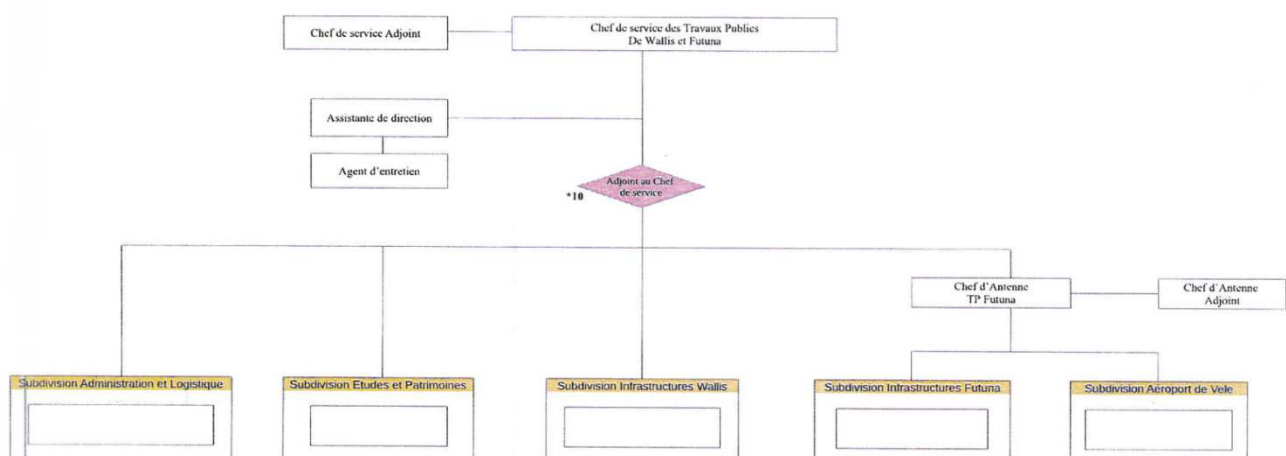 Chef de service Adjoint
Chef de service des Travaux Publics
De Wallis et Futuna
Assistante de direction
Agent d'entretien
Adjoint au Chef
de service
*10
Chef d'Antenne
TP Futuna
Chef d'Antenne
Adjoint
Subdivision Administration et Logistique
Subdivision Etudes et Patrimoines
Subdivision Infrastructures Wallis
Subdivision Infrastructures Futuna
Subdivision Aéroport de Vele